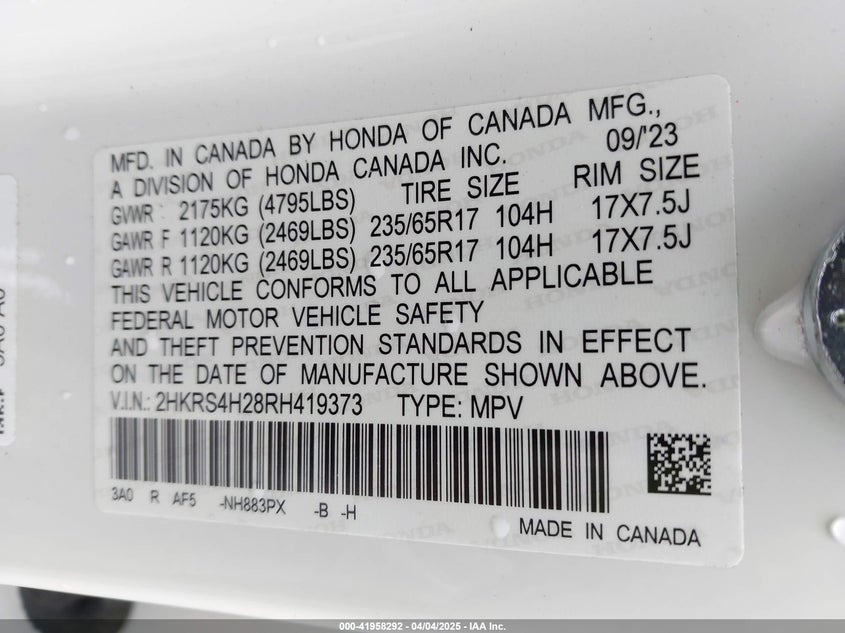 MFD. IN CANADA BY HONDA OF CANADA MFG.,
A DIVISION OF HONDA CANADA INC. 09/'23
GVWR 2175KG (4795LBS) TIRE SIZE RIM SIZE
GAWR F 1120KG (2469LBS) 235/65R17 104H 17X7.5J
GAWR R 1120KG (2469LBS) 235/65R17 104H 17X7.5J
THIS VEHICLE CONFORMS TO ALL APPLICABLE
FEDERAL MOTOR VEHICLE SAFETY
AND THEFT PREVENTION STANDARDS IN EFFECT
ON THE DATE OF MANUFACTURE SHOWN ABOVE.
V.I.N.: 2HKRS4H28RH419373 TYPE: MPV
3A0 R AF5 -NH883PX -B -H
MADE IN CANADA
000-41958292 - 04/04/2025 - IAA Inc.